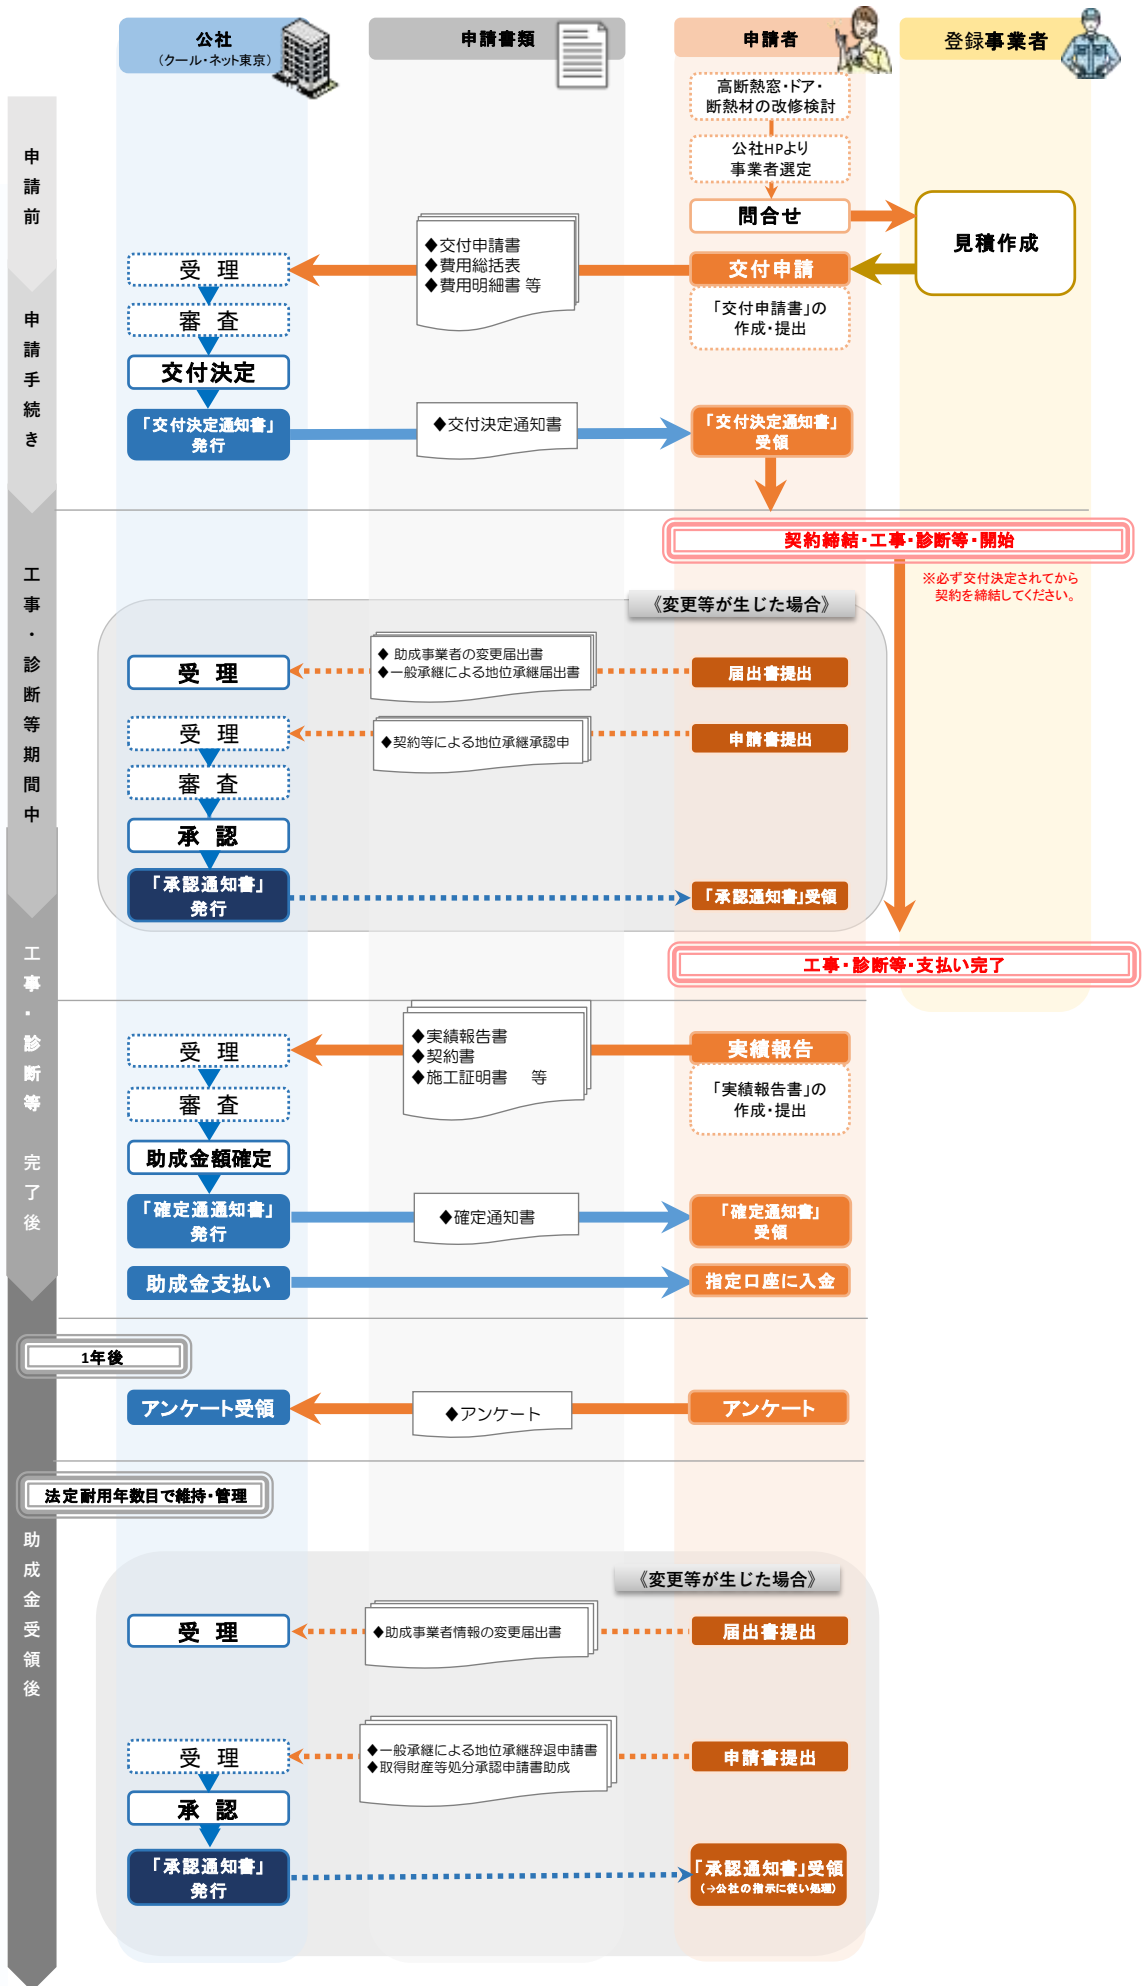 公社
(クール・ネット東京)
申請書類
申請者
登録事業者
申請前
高断熱窓・ドア・
断熱材の改修検討
公社HPより
事業者選定
問合せ
見積作成
申請手続き
受 理
◆交付申請書
◆費用総括表
◆費用明細書 等
交付申請
「交付申請書」の
作成・提出
審 査
交付決定
「交付決定通知書」
発行
◆交付決定通知書
「交付決定通知書」
受領
工事・診断等期間中
契約締結・工事・診断等・開始
※必ず交付決定されてから
契約を締結してください。
《変更等が生じた場合》
受 理
◆ 助成事業者の変更届出書
◆一般承継による地位承継届出書
届出書提出
受 理
◆契約等による地位承継承認申
申請書提出
審 査
承 認
「承認通知書」
発行
「承認通知書」受領
工事・診断等・支払い完了
工事・診断等 完了後
受 理
◆実績報告書
◆契約書
◆施工証明書 等
実績報告
「実績報告書」の
作成・提出
審 査
助成金額確定
「確定通通知書」
発行
◆確定通知書
「確定通知書」
受領
助成金支払い
指定口座に入金
助成金受領後
1年後
アンケート受領
◆アンケート
アンケート
法定耐用年数目で維持・管理
《変更等が生じた場合》
受 理
◆助成事業者情報の変更届出書
届出書提出
受 理
◆一般承継による地位承継辞退申請書
◆取得財産等処分承認申請書助成
申請書提出
承 認
「承認通知書」
発行
「承認通知書」受領
(→公社の指示に従い処理)